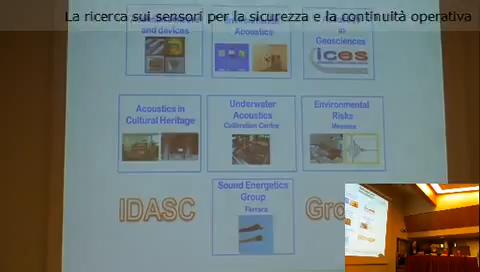 La ricerca sui sensori per la sicurezza e la continuità operativa
and devices
Acoustics
in
Geosciences
ices
Acoustics in
Cultural Heritage
Underwater
Acoustics
Calibration Centre
Environmental
Risks
Messina
Sound Energetics
Group
Ferrara
IDASC
Gro